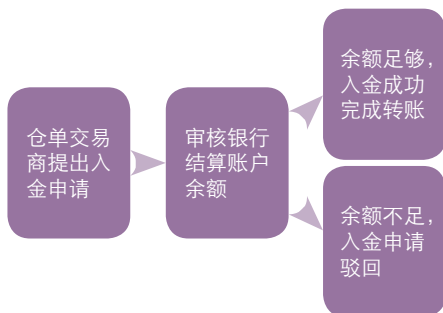 仓单交易
商提出入
金申请
审核银行
结算账户
余额
余额足够，
入金成功
完成转账
余额不足，
入金申请
驳回